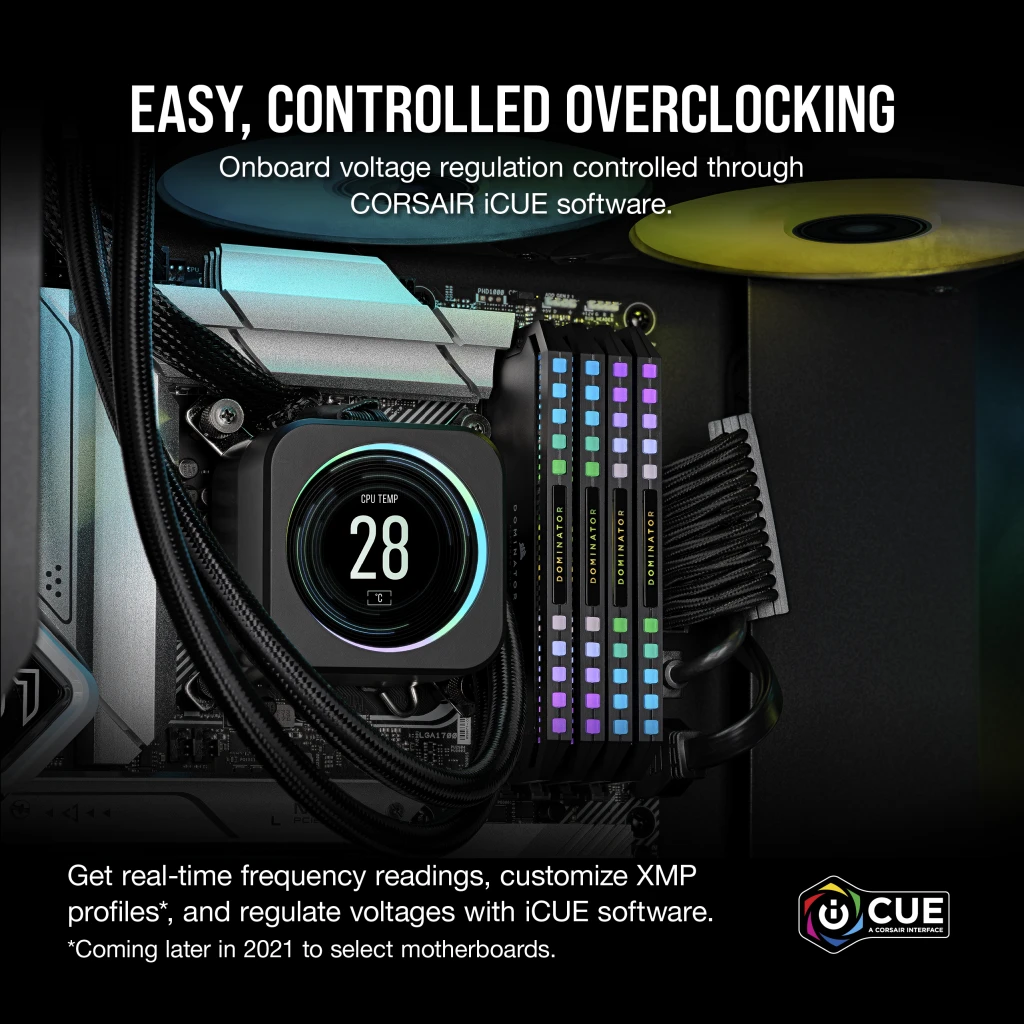 EASY, CONTROLLED OVERCLOCKING
Onboard voltage regulation controlled through
CORSAIR iCUE software.
CPU TEMP
28
°C
DOMINATOR
DOMINATOR
DOMINATOR
DOMINATOR
DOMINATOR
LGA1700
Get real-time frequency readings, customize XMP
profiles*, and regulate voltages with iCUE software.
*Coming later in 2021 to select motherboards.
iCUE
A CORSAIR INTERFACE